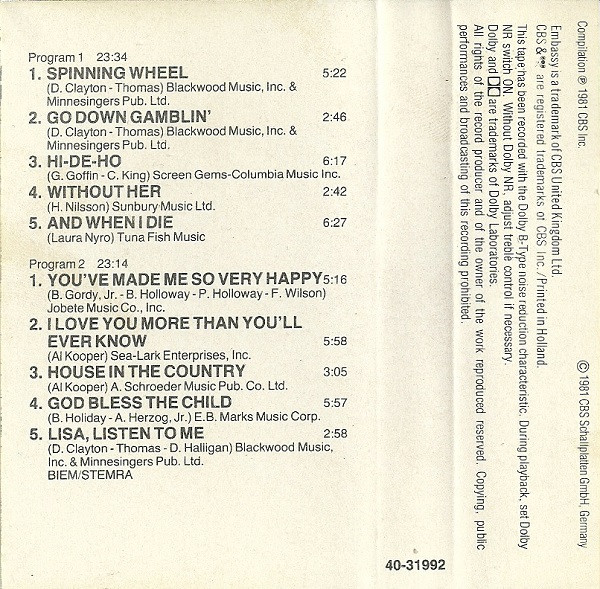 Program 1 23:34
1. SPINNING WHEEL 5:22
(D. Clayton - Thomas) Blackwood Music, Inc. &
Minnesingers Pub. Ltd.
2. GO DOWN GAMBLIN' 2:46
(D. Clayton - Thomas) Blackwood Music, Inc. &
Minnesingers Pub. Ltd.
3. HI-DE-HO 6:17
(G. Goffin - C. King) Screen Gems-Columbia Music Inc.
4. WITHOUT HER 2:42
(H. Nilsson) Sunbury Music Ltd.
5. AND WHEN I DIE 6:27
(Laura Nyro) Tuna Fish Music
Program 2 23:14
1. YOU'VE MADE ME SO VERY HAPPY 5:16
(B. Gordy, Jr. - B. Holloway - P. Holloway - F. Wilson)
Jobete Music Co., Inc.
2. I LOVE YOU MORE THAN YOU'LL
EVER KNOW 5:58
(Al Kooper) Sea-Lark Enterprises, Inc.
3. HOUSE IN THE COUNTRY 3:05
(Al Kooper) A. Schroeder Music Pub. Co. Ltd.
4. GOD BLESS THE CHILD 5:57
(B. Holiday - A. Herzog, Jr.) E.B. Marks Music Corp.
5. LISA, LISTEN TO ME 2:58
(D. Clayton - Thomas - D. Halligan) Blackwood Music,
Inc. & Minnesingers Pub. Ltd.
BIEM/STEMRA
40-31992
Compilation ℗ 1981 CBS Inc. © 1981 CBS Schallplatten GmbH, Germany
Embassy is a trademark of CBS United Kingdom Ltd.
CBS & are registered trademarks of CBS Inc./Printed in Holland.
This tape has been recorded with the Dolby B-Type noise reduction characteristic. During playback, set Dolby
NR switch ON. Without Dolby NR, adjust treble control if necessary.
Dolby and are trademarks of Dolby Laboratories.
All rights of the record producer and of the owner of the work reproduced reserved. Copying, public
performances and broadcasting of this recording prohibited.